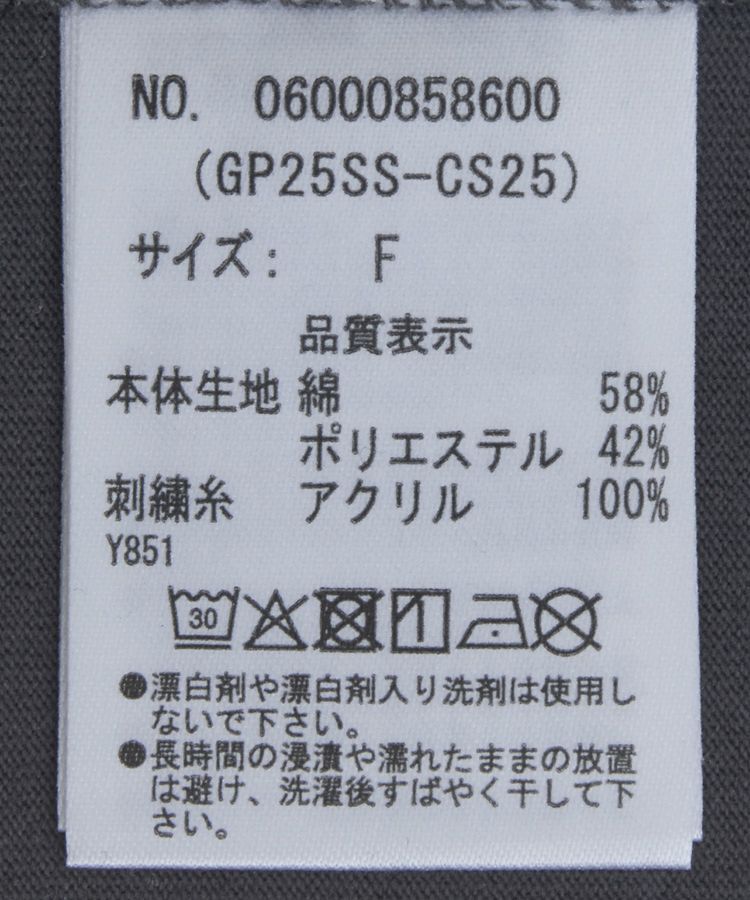 NO. 06000858600
(GP25SS-CS25)
サイズ: F
品質表示
本体生地 綿 58%
ポリエステル 42%
刺繍糸 アクリル 100%
Y851
30
●漂白剤や漂白剤入り洗剤は使用し
ないで下さい。
●長時間の浸漬や濡れたままの放置
は避け、洗濯後すばやく干して下
さい。